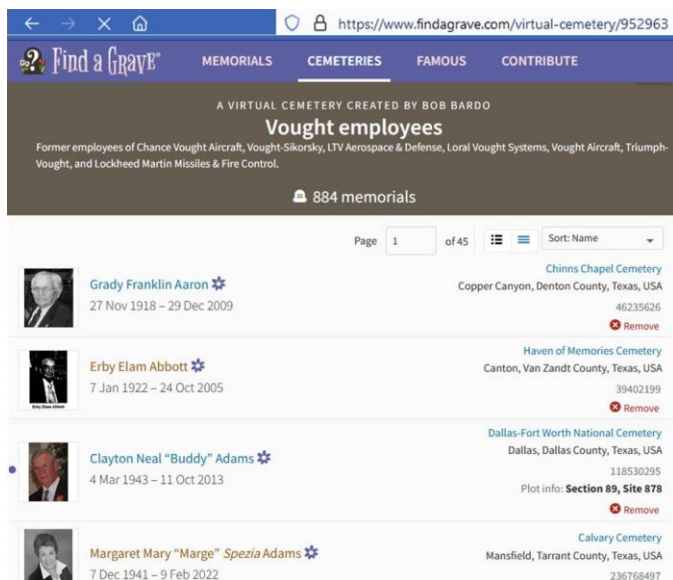 https://www.findagrave.com/virtual-cemetery/952963
Find a Grave®
MEMORIALS
CEMETERIES
FAMOUS
CONTRIBUTE
A VIRTUAL CEMETERY CREATED BY BOB BARDO
Vought employees
Former employees of Chance Vought Aircraft, Vought-Sikorsky, LTV Aerospace & Defense, Loral Vought Systems, Vought Aircraft, Triumph-
Vought, and Lockheed Martin Missiles & Fire Control.
884 memorials
Page 1 of 45
Sort: Name
Grady Franklin Aaron
27 Nov 1918 – 29 Dec 2009
Chinns Chapel Cemetery
Copper Canyon, Denton County, Texas, USA
46235626
Remove
Erby Elam Abbott
Erby Elam Abbott
7 Jan 1922 – 24 Oct 2005
Haven of Memories Cemetery
Canton, Van Zandt County, Texas, USA
39402199
Remove
Clayton Neal “Buddy” Adams
4 Mar 1943 – 11 Oct 2013
Dallas-Fort Worth National Cemetery
Dallas, Dallas County, Texas, USA
118530295
Plot info: Section 89, Site 878
Remove
Margaret Mary “Marge” Spezia Adams
7 Dec 1941 – 9 Feb 2022
Calvary Cemetery
Mansfield, Tarrant County, Texas, USA
236768497